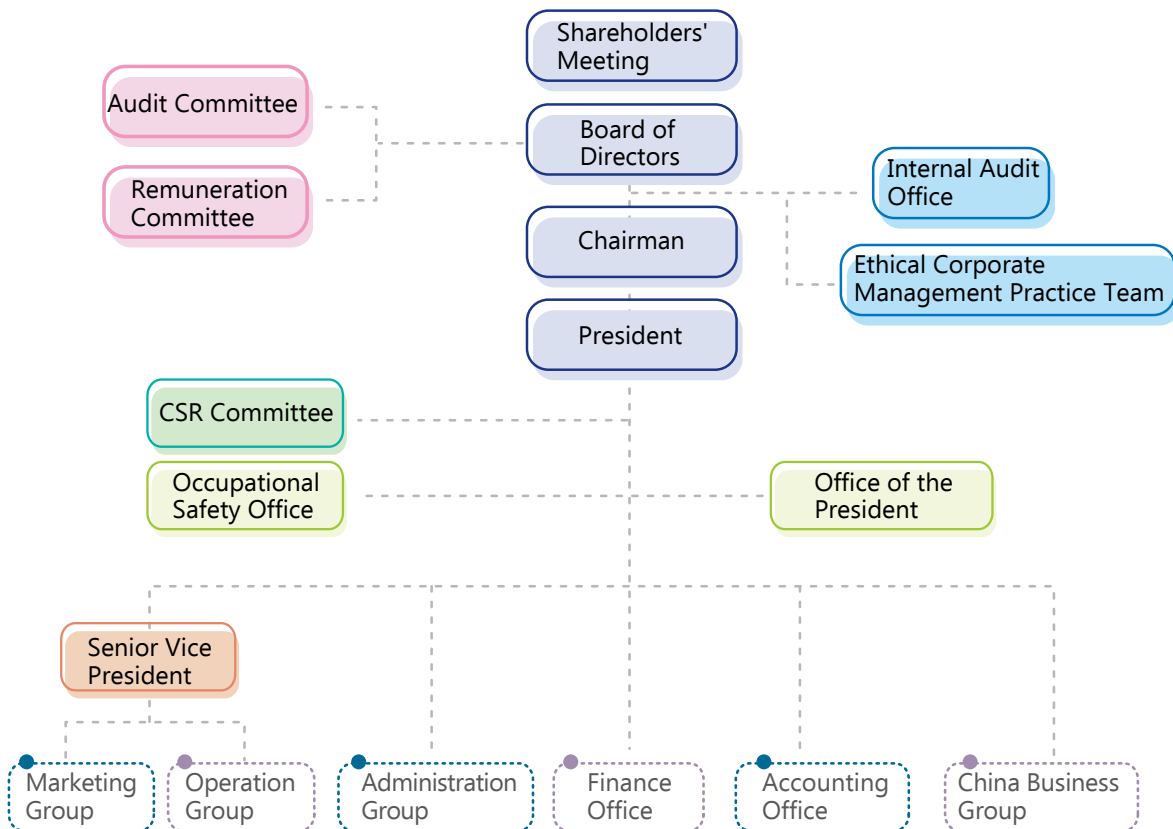 Shareholders'
Meeting
Audit Committee
Board of
Directors
Remuneration
Committee
Internal Audit
Office
Chairman
Ethical Corporate
Management Practice Team
President
CSR Committee
Occupational
Safety Office
Office of the
President
Senior Vice
President
Marketing
Group
Operation
Group
Administration
Group
Finance
Office
Accounting
Office
China Business
Group